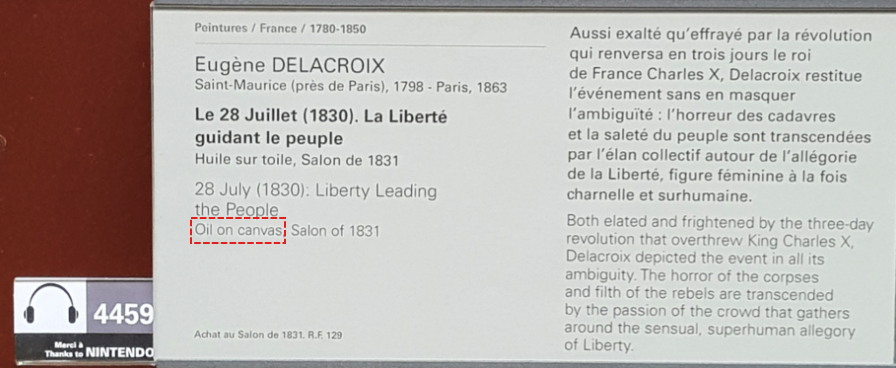 Peintures / France / 1780-1850
Eugène DELACROIX
Saint-Maurice (près de Paris), 1798 - Paris, 1863
Le 28 Juillet (1830). La Liberté
guidant le peuple
Huile sur toile, Salon de 1831
28 July (1830): Liberty Leading
the People
Oil on canvas, Salon of 1831
Achat au Salon de 1831. R.F. 129
Aussi exalté qu'effrayé par la révolution
qui renversa en trois jours le roi
de France Charles X, Delacroix restitue
l'événement sans en masquer
l'ambiguïté : l'horreur des cadavres
et la saleté du peuple sont transcendées
par l'élan collectif autour de l'allégorie
de la Liberté, figure féminine à la fois
charnelle et surhumaine.
Both elated and frightened by the three-day
revolution that overthrew King Charles X,
Delacroix depicted the event in all its
ambiguity. The horror of the corpses
and filth of the rebels are transcended
by the passion of the crowd that gathers
around the sensual, superhuman allegory
of Liberty.
4459
Merci à
Thanks to NINTENDO